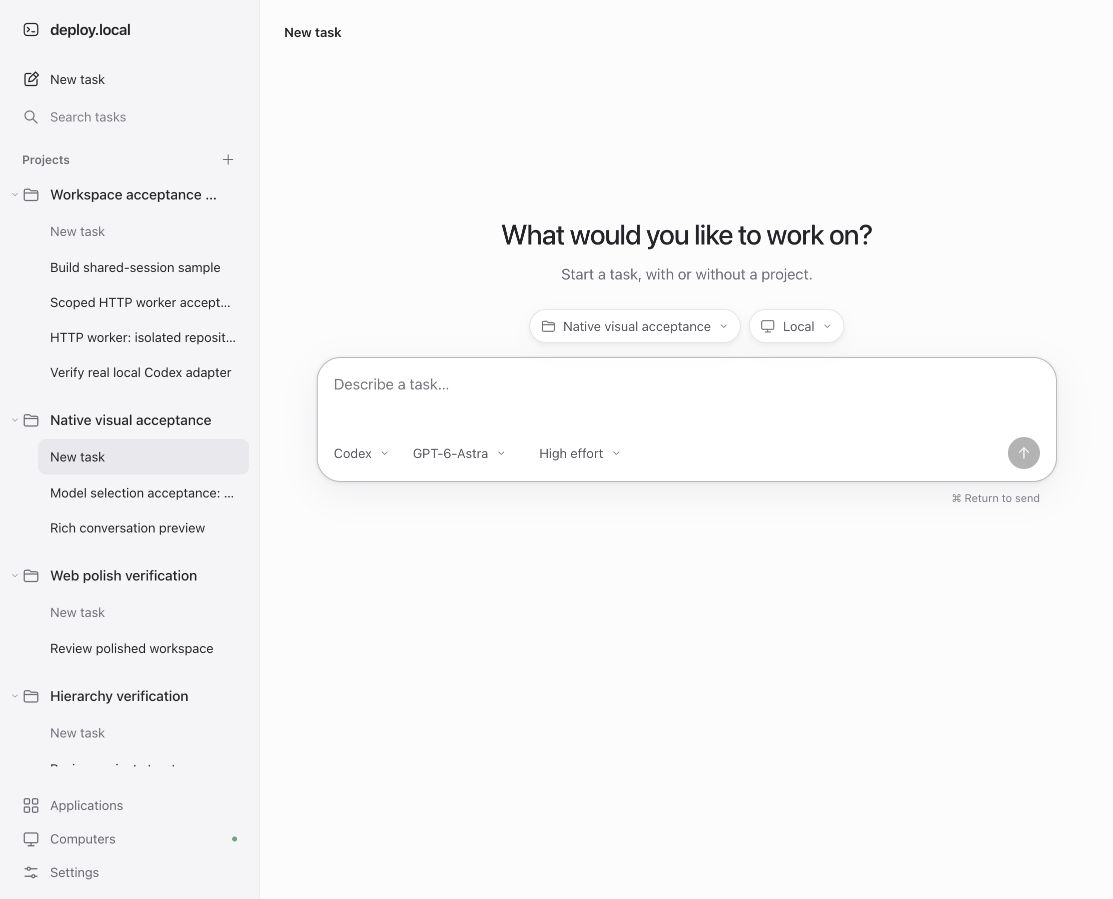 deploy.local
New task
Search tasks
Projects
Workspace acceptance ...
New task
Build shared-session sample
Scoped HTTP worker accept...
HTTP worker: isolated reposit...
Verify real local Codex adapter
Native visual acceptance
New task
Model selection acceptance: ...
Rich conversation preview
Web polish verification
New task
Review polished workspace
Hierarchy verification
New task
Applications
Computers
Settings
New task
What would you like to work on?
Start a task, with or without a project.
Native visual acceptance
Local
Describe a task...
Codex
GPT-6-Astra
High effort
⌘ Return to send